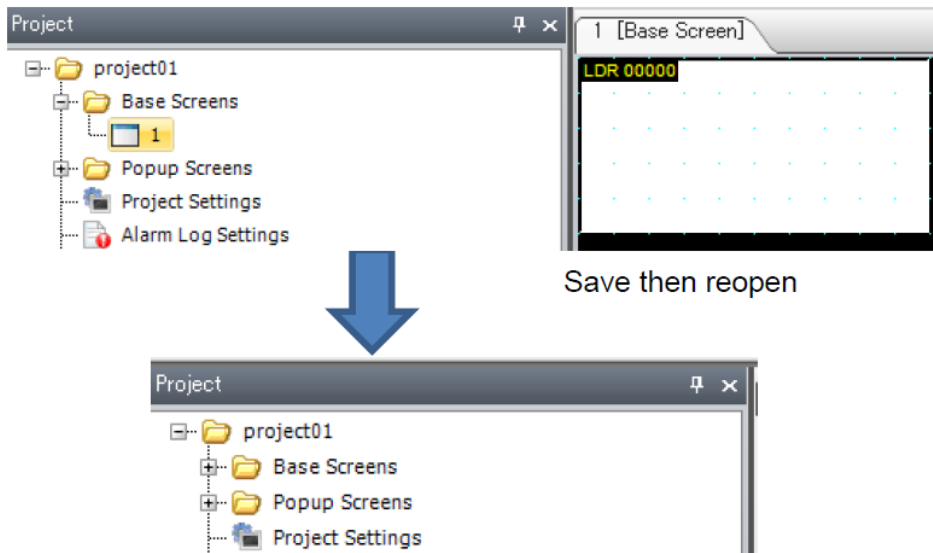 Project
project01
Base Screens
1
Popup Screens
Project Settings
Alarm Log Settings
1 [Base Screen]
LDR 00000
Save then reopen
Project
project01
Base Screens
Popup Screens
Project Settings